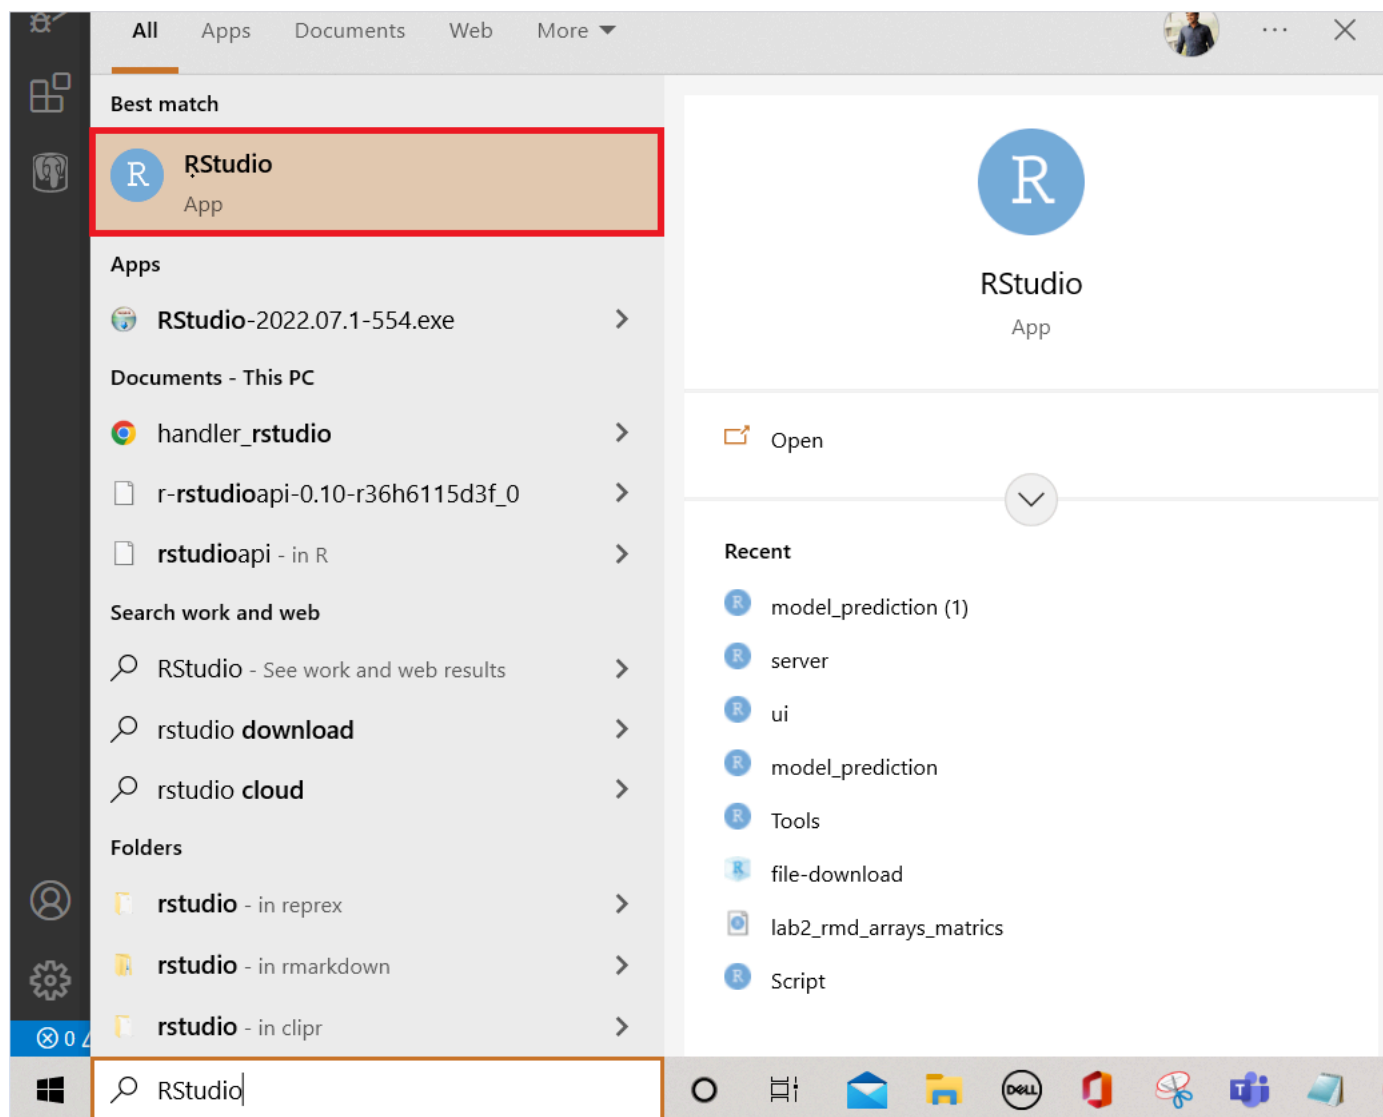 All Apps Documents Web More
Best match
R
RStudio
App
Apps
RStudio-2022.07.1-554.exe
Documents - This PC
handler_rstudio
r-rstudioapi-0.10-r36h6115d3f_0
rstudioapi - in R
Search work and web
RStudio - See work and web results
rstudio download
rstudio cloud
Folders
rstudio - in reprex
rstudio - in rmarkdown
rstudio - in clipr
0
RStudio
R
RStudio
App
Open
Recent
R model_prediction (1)
R server
R ui
R model_prediction
R Tools
R file-download
lab2_rmd_arrays_matrics
R Script
DELL